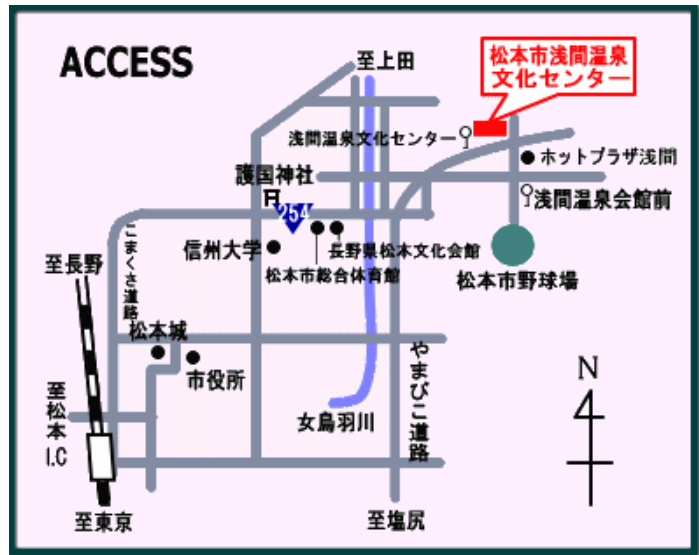 ACCESS
至上田
松本市浅間温泉
文化センター
浅間温泉文化センター
ホットプラザ浅間
護国神社
浅間温泉会館前
254
信州大学
長野県松本文化会館
松本市総合体育館
松本市野球場
こまくさ道路
至長野
松本城
市役所
やまびこ道路
N
至松本
I.C
女鳥羽川
至東京
至塩尻